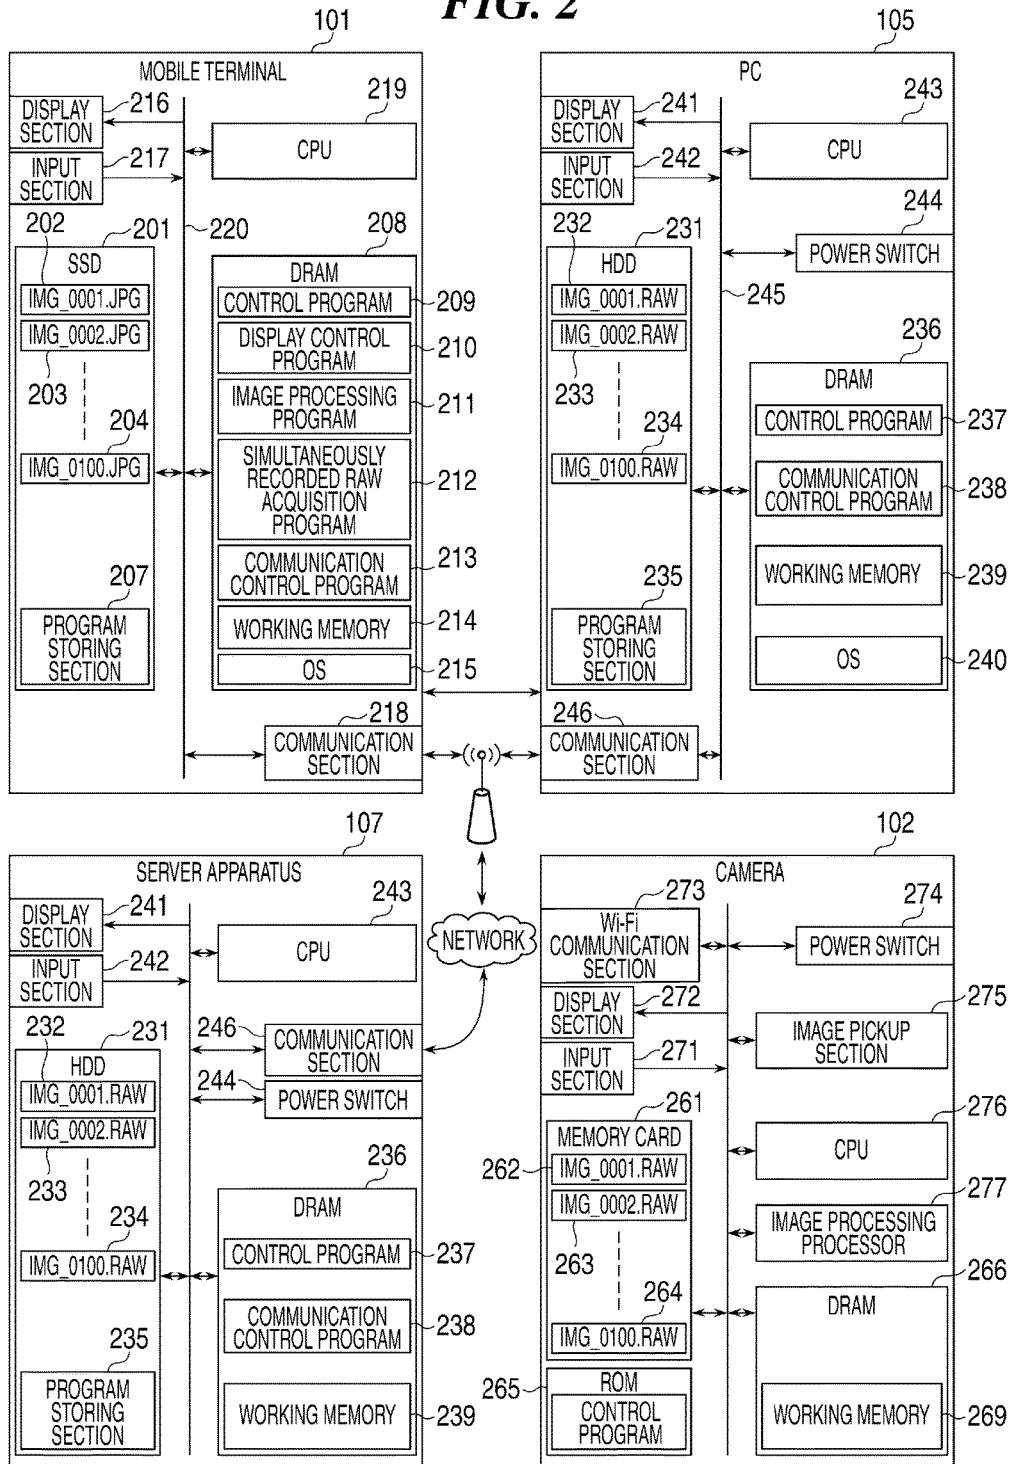 FIG. 2
101
MOBILE TERMINAL
DISPLAY
SECTION
216
219
CPU
INPUT
SECTION
217
202
201
220
208
SSD
IMG_0001.JPG
IMG_0002.JPG
203
204
IMG_0100.JPG
207
PROGRAM
STORING
SECTION
DRAM
CONTROL PROGRAM
209
DISPLAY CONTROL
PROGRAM
210
IMAGE PROCESSING
PROGRAM
211
SIMULTANEOUSLY
RECORDED RAW
ACQUISITION
PROGRAM
212
COMMUNICATION
CONTROL PROGRAM
213
WORKING MEMORY
214
OS
215
218
COMMUNICATION
SECTION
105
PC
DISPLAY
SECTION
241
243
CPU
INPUT
SECTION
242
244
POWER SWITCH
232
231
245
HDD
IMG_0001.RAW
IMG_0002.RAW
233
234
IMG_0100.RAW
235
PROGRAM
STORING
SECTION
236
DRAM
CONTROL PROGRAM
237
COMMUNICATION
CONTROL PROGRAM
238
WORKING MEMORY
239
OS
240
246
COMMUNICATION
SECTION
NETWORK
107
SERVER APPARATUS
DISPLAY
SECTION
241
243
CPU
INPUT
SECTION
242
232
231
246
COMMUNICATION
SECTION
244
POWER SWITCH
HDD
IMG_0001.RAW
IMG_0002.RAW
233
234
IMG_0100.RAW
235
PROGRAM
STORING
SECTION
236
DRAM
CONTROL PROGRAM
237
COMMUNICATION
CONTROL PROGRAM
238
WORKING MEMORY
239
102
CAMERA
273
Wi-Fi
COMMUNICATION
SECTION
274
POWER SWITCH
DISPLAY
SECTION
272
275
IMAGE PICKUP
SECTION
INPUT
SECTION
271
261
MEMORY CARD
262
IMG_0001.RAW
IMG_0002.RAW
263
264
IMG_0100.RAW
276
CPU
277
IMAGE PROCESSING
PROCESSOR
266
DRAM
265
ROM
CONTROL
PROGRAM
WORKING MEMORY
269